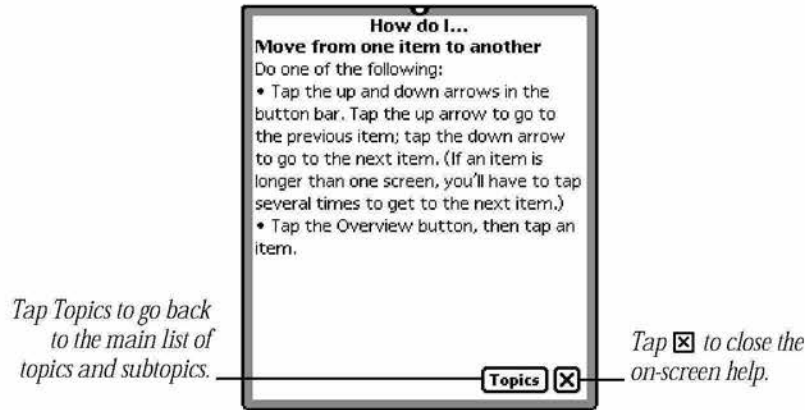 How do I...
Move from one item to another
Do one of the following:
• Tap the up and down arrows in the
button bar. Tap the up arrow to go to
the previous item; tap the down arrow
to go to the next item. (If an item is
longer than one screen, you'll have to tap
several times to get to the next item.)
• Tap the Overview button, then tap an
item.
Tap Topics to go back
to the main list of
topics and subtopics.
Topics
Tap ☒ to close the
on-screen help.